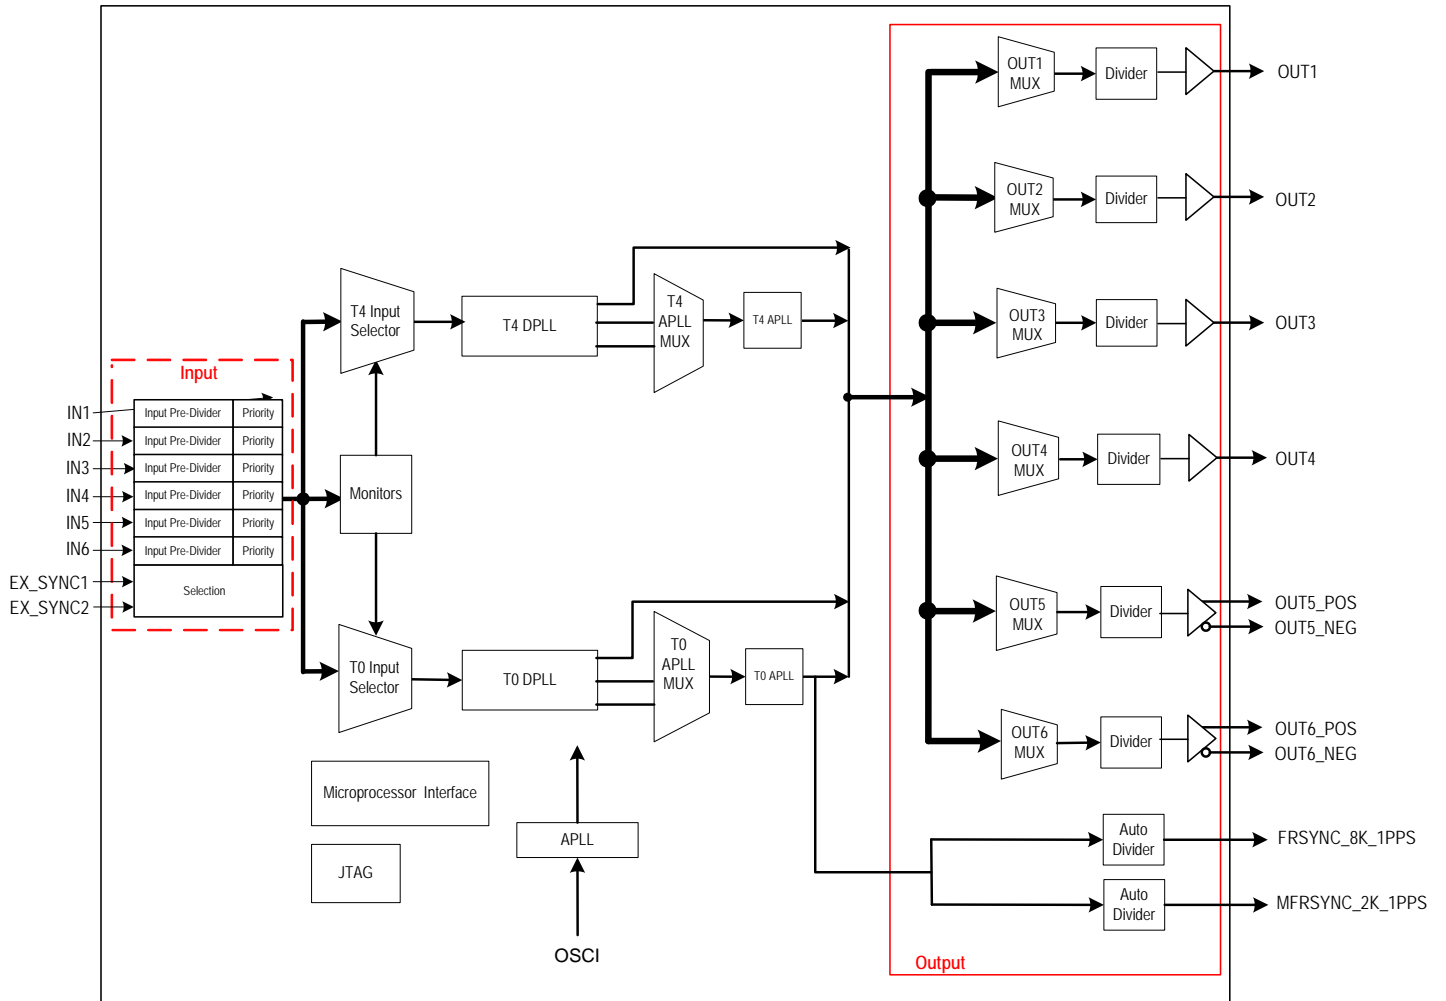 Input
IN1
Input Pre-Divider
Priority
IN2
Input Pre-Divider
Priority
IN3
Input Pre-Divider
Priority
IN4
Input Pre-Divider
Priority
IN5
Input Pre-Divider
Priority
IN6
Input Pre-Divider
Priority
EX_SYNC1
EX_SYNC2
Selection
T4 Input
Selector
Monitors
T0 Input
Selector
T4 DPLL
T4
APLL
MUX
T4 APLL
T0 DPLL
T0
APLL
MUX
T0 APLL
Microprocessor Interface
JTAG
APLL
OSCI
OUT1
MUX
Divider
OUT1
OUT2
MUX
Divider
OUT2
OUT3
MUX
Divider
OUT3
OUT4
MUX
Divider
OUT4
OUT5
MUX
Divider
OUT5_POS
OUT5_NEG
OUT6
MUX
Divider
OUT6_POS
OUT6_NEG
Auto
Divider
FRSYNC_8K_1PPS
Auto
Divider
MFRSYNC_2K_1PPS
Output